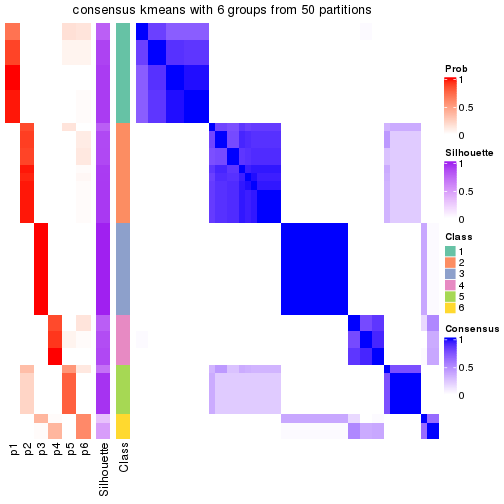 consensus kmeans with 6 groups from 50 partitions
Prob
1
0.5
0
Silhouette
1
0.5
0
Class
1
2
3
4
5
6
Consensus
1
0.5
0
p1
p2
p3
p4
p5
p6
Silhouette
Class